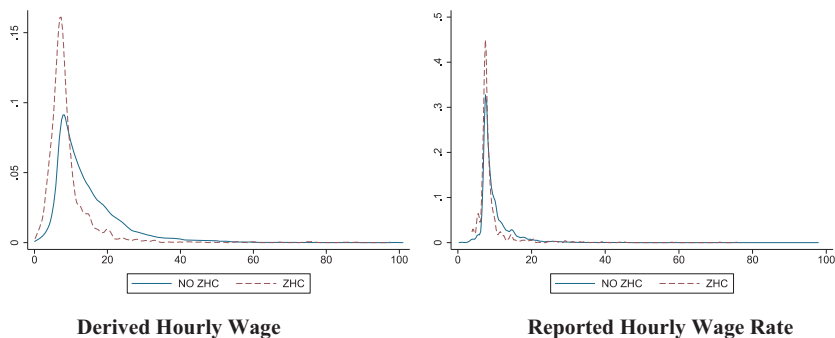 .15
.1
.05
0
0 20 40 60 80 100
NO ZHC ZHC
Derived Hourly Wage
.5
.4
.3
.2
.1
0
0 20 40 60 80 100
NO ZHC ZHC
Reported Hourly Wage Rate